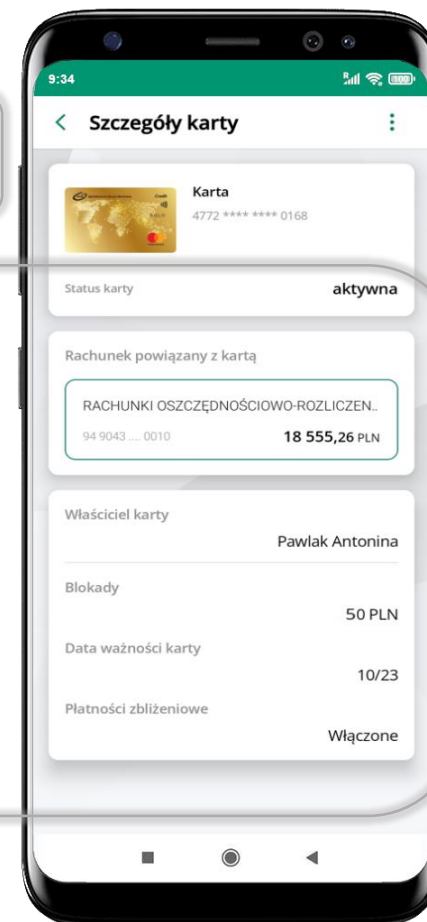 9:34
Szczegóły karty
Credit
Karta
4772 **** **** 0168
Status karty
aktywna
Rachunek powiązany z kartą
RACHUNKI OSZCZĘDNOŚCIOWO-ROZLICZEN..
94 9043 .... 0010
18 555,26 PLN
Właściciel karty
Pawlak Antonina
Blokady
50 PLN
Data ważności karty
10/23
Płatności zbliżeniowe
Włączone